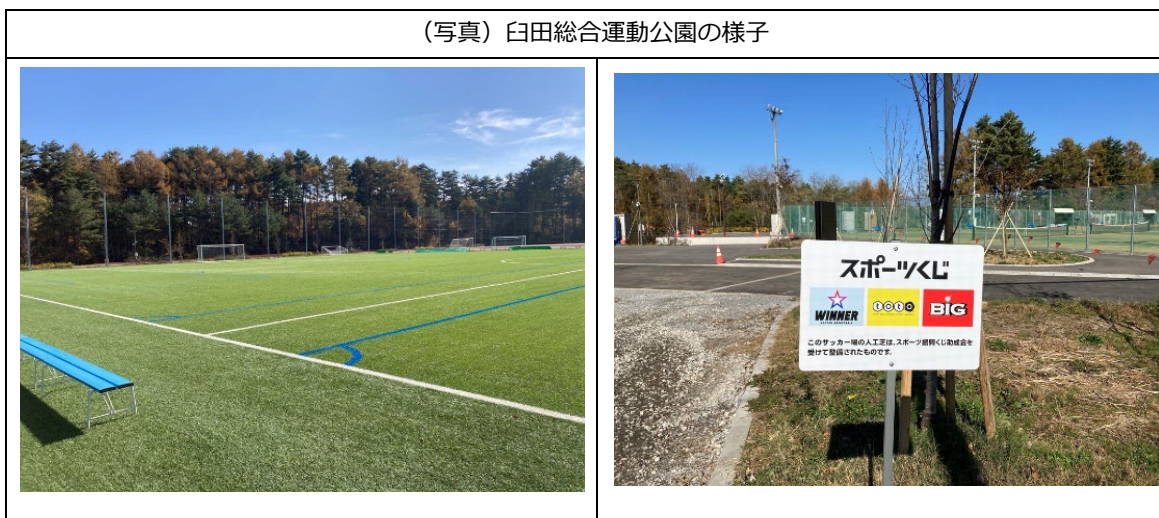 （写真）臼田総合運動公園の様子
スポーツくじ
WINNER
toto
BIG
このサッカー場の人工芝は、スポーツ振興くじ助成金を
受けて整備されたものです。